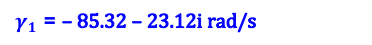 γ₁ = – 85.32 – 23.12i rad/s